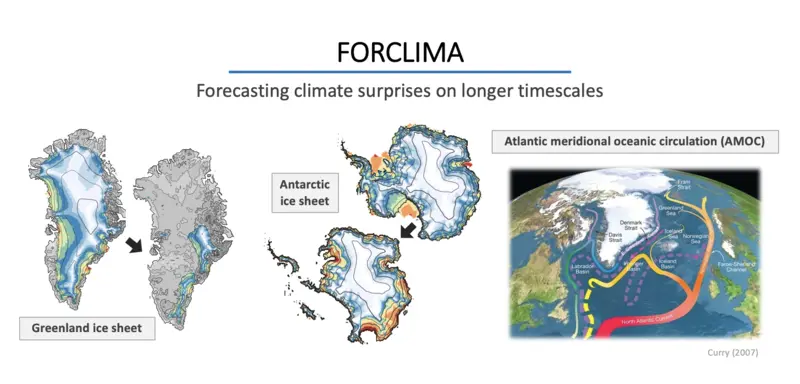 FORCLIMA
Forecasting climate surprises on longer timescales
Greenland ice sheet
Antarctic
ice sheet
Atlantic meridional oceanic circulation (AMOC)
Fram
Strait
Greenland
Sea
Denmark
Strait
Iceland
Sea
Norwegian
Sea
Davis
Strait
Labrador
Basin
Basin
Iceland
Basin
Faroe-Shetland
Channel
North Atlantic Current
Curry (2007)